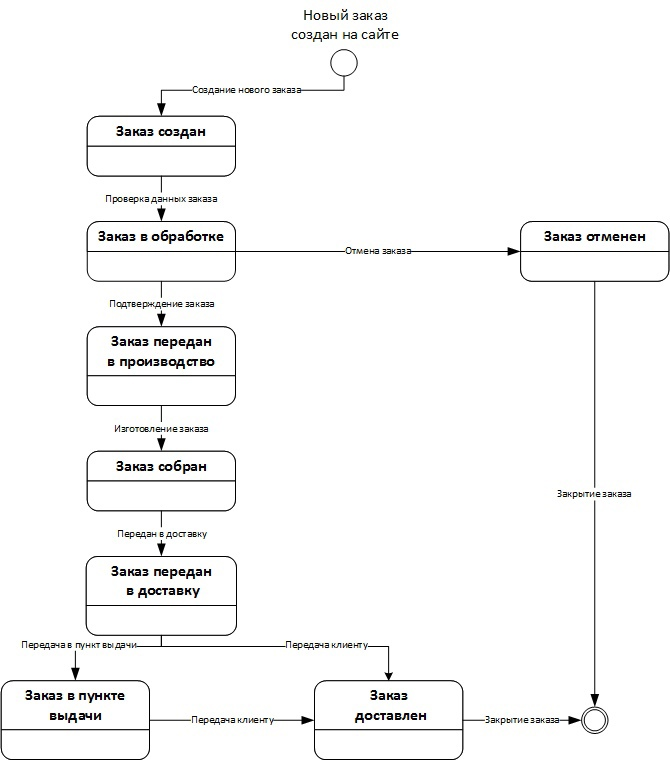 Новый заказ
создан на сайте
Создание нового заказа
Заказ создан
Проверка данных заказа
Заказ в обработке
Отмена заказа
Заказ отменен
Подтверждение заказа
Заказ передан
в производство
Изготовление заказа
Заказ собран
Закрытие заказа
Передан в доставку
Заказ передан
в доставку
Передача в пункт выдачи
Передача клиенту
Заказ в пункте
выдачи
Передача клиенту
Заказ
доставлен
Закрытие заказа